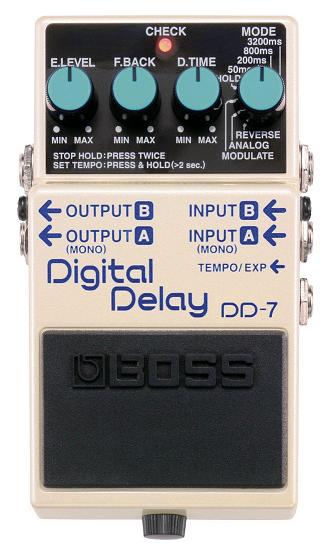 CHECK
MODE
3200ms
800ms
200ms
50ms
HOLD
E.LEVEL F.BACK D.TIME
MIN MAX MIN MAX MIN MAX
REVERSE
ANALOG
MODULATE
STOP HOLD:PRESS TWICE
SET TEMPO:PRESS & HOLD(>2 sec.)
OUTPUT B INPUT B
OUTPUT A INPUT A
(MONO) (MONO)
TEMPO/EXP
Digital
Delay DD-7
BOSS